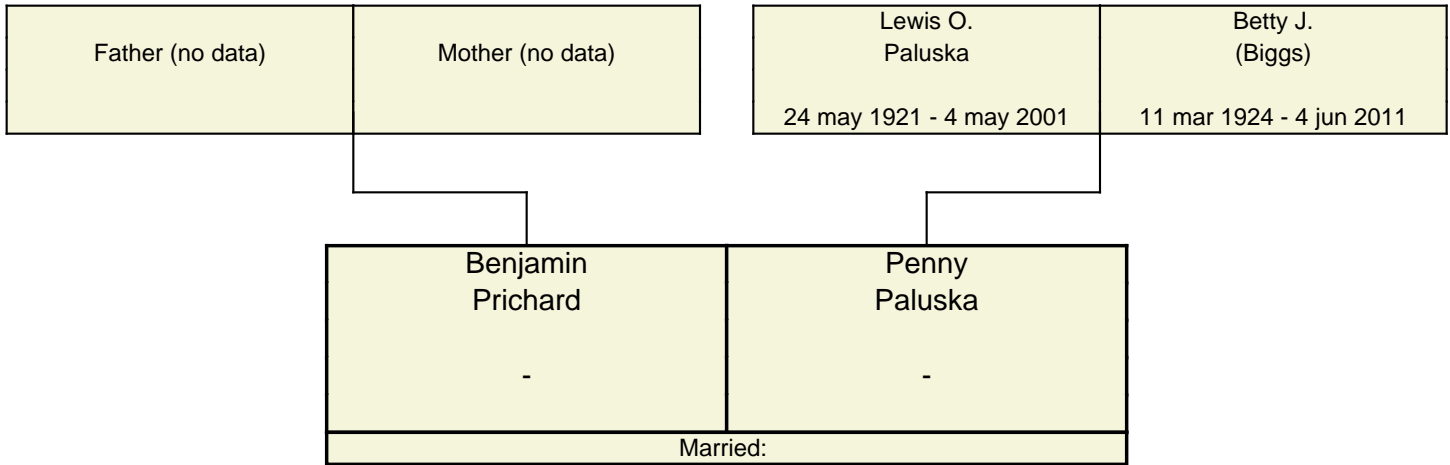 Father (no data)
Mother (no data)
Lewis O.
Paluska
24 may 1921 - 4 may 2001
Betty J.
(Biggs)
11 mar 1924 - 4 jun 2011
Benjamin
Prichard
-
Penny
Paluska
-
Married: